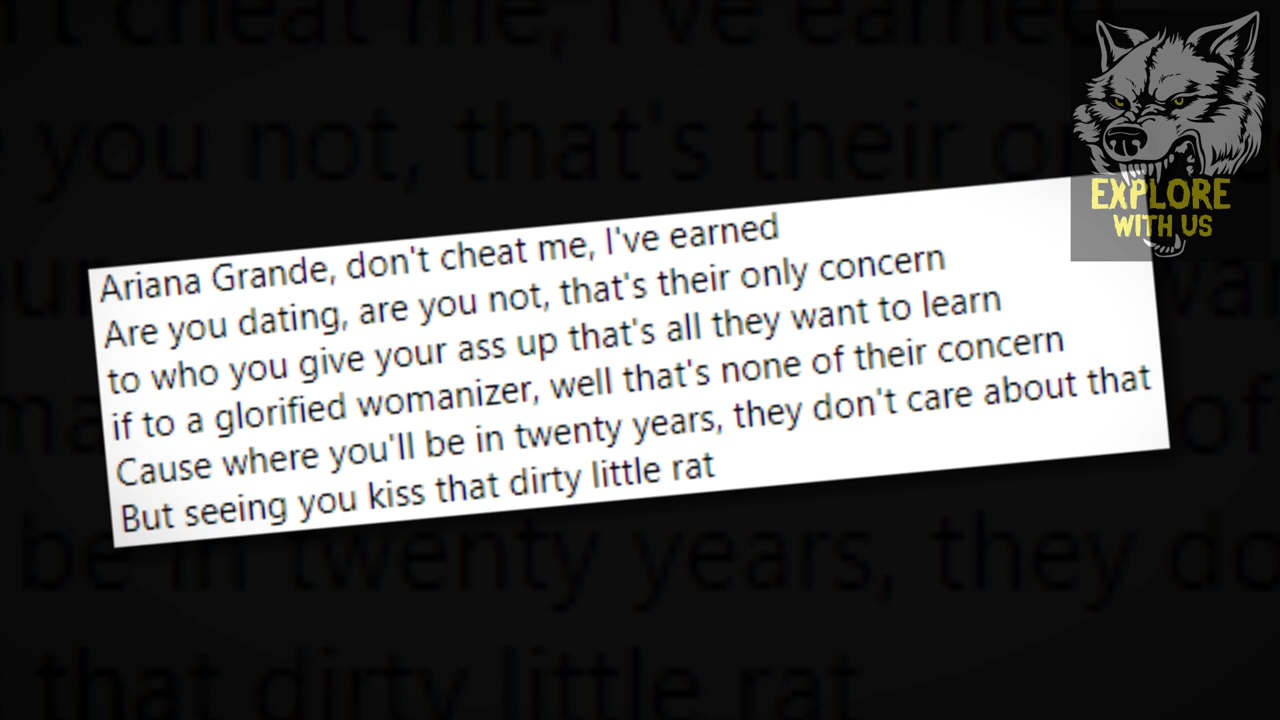 Ariana Grande, don't cheat me, I've earned
Are you dating, are you not, that's their only concern
to who you give your ass up that's all they want to learn
if to a glorified womanizer, well that's none of their concern
Cause where you'll be in twenty years, they don't care about that
But seeing you kiss that dirty little rat
EXPLORE
WITH US